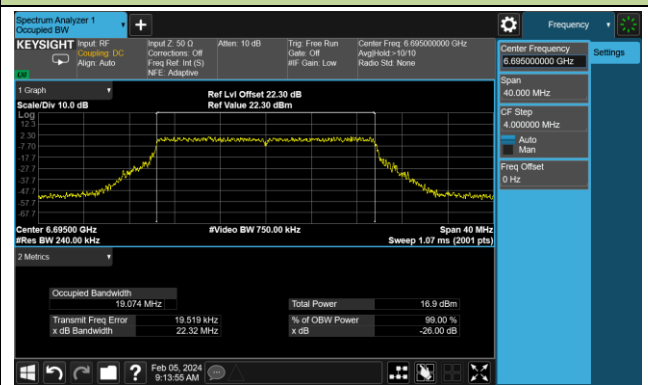 Spectrum Analyzer 1
Occupied BW
Frequency
KEYSIGHT
Input: RF
Coupling: DC
Align: Auto
Input Z: 50 Ω
Corrections: Off
Freq Ref: Int (S)
NFE: Adaptive
Atten: 10 dB
Trig: Free Run
Gate: Off
#IF Gain: Low
Center Freq: 6.695000000 GHz
Avg|Hold:>10/10
Radio Std: None
Center Frequency
6.695000000 GHz
Settings
Span
40.000 MHz
CF Step
4.000000 MHz
Auto
Man
Freq Offset
0 Hz
1 Graph
Scale/Div 10.0 dB
Ref Lvl Offset 22.30 dB
Ref Value 22.30 dBm
Log
12.3
2.30
-7.70
-17.7
-27.7
-37.7
-47.7
-57.7
-67.7
Center 6.69500 GHz
#Res BW 240.00 kHz
#Video BW 750.00 kHz
Span 40 MHz
Sweep 1.07 ms (2001 pts)
2 Metrics
Occupied Bandwidth
19.074 MHz
Total Power 16.9 dBm
Transmit Freq Error 19.519 kHz
% of OBW Power 99.00 %
x dB Bandwidth 22.32 MHz
x dB -26.00 dB
?
Feb 05, 2024
9:13:55 AM